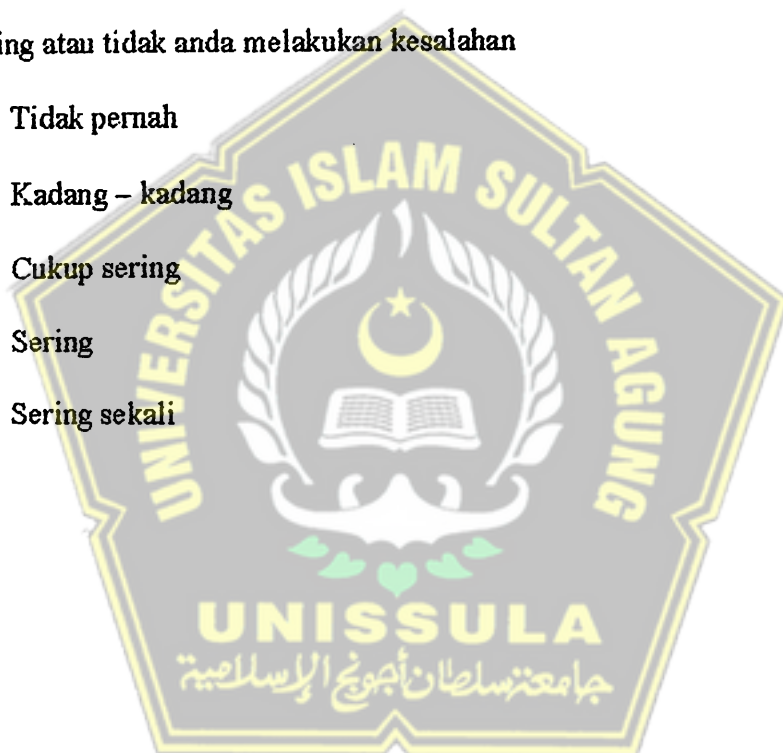 ing atau tidak anda melakukan kesalahan
Tidak pernah
Kadang – kadang
Cukup sering
Sering
Sering sekali
UNIVERSITAS ISLAM SULTAN AGUNG
UNISSULA
جامعة سلطان أجونج الإسلامية